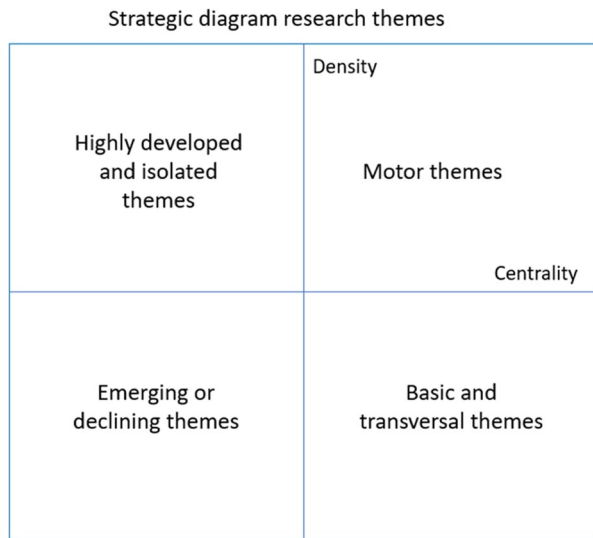 Strategic diagram research themes
Density
Highly developed
and isolated
themes
Motor themes
Centrality
Emerging or
declining themes
Basic and
transversal themes